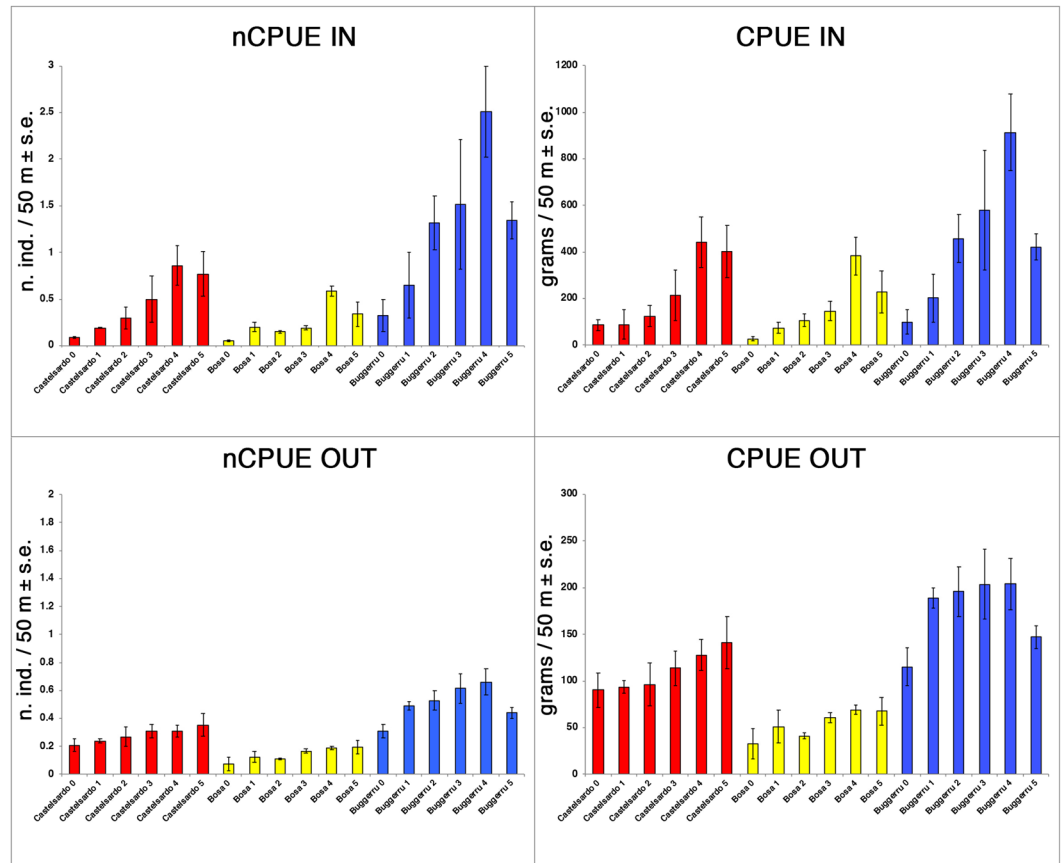 nCPUE IN
n. ind. / 50 m ± s.e.
3
2.5
2
1.5
1
0.5
0
Castelsardo 0
Castelsardo 1
Castelsardo 2
Castelsardo 3
Castelsardo 4
Castelsardo 5
Bosa 0
Bosa 1
Bosa 2
Bosa 3
Bosa 4
Bosa 5
Buggerru 0
Buggerru 1
Buggerru 2
Buggerru 3
Buggerru 4
Buggerru 5
CPUE IN
grams / 50 m ± s.e.
1200
1000
800
600
400
200
0
Castelsardo 0
Castelsardo 1
Castelsardo 2
Castelsardo 3
Castelsardo 4
Castelsardo 5
Bosa 0
Bosa 1
Bosa 2
Bosa 3
Bosa 4
Bosa 5
Buggerru 0
Buggerru 1
Buggerru 2
Buggerru 3
Buggerru 4
Buggerru 5
nCPUE OUT
n. ind. / 50 m ± s.e.
2
1.8
1.6
1.4
1.2
1
0.8
0.6
0.4
0.2
0
Castelsardo 0
Castelsardo 1
Castelsardo 2
Castelsardo 3
Castelsardo 4
Castelsardo 5
Bosa 0
Bosa 1
Bosa 2
Bosa 3
Bosa 4
Bosa 5
Buggerru 0
Buggerru 1
Buggerru 2
Buggerru 3
Buggerru 4
Buggerru 5
CPUE OUT
grams / 50 m ± s.e.
300
250
200
150
100
50
0
Castelsardo 0
Castelsardo 1
Castelsardo 2
Castelsardo 3
Castelsardo 4
Castelsardo 5
Bosa 0
Bosa 1
Bosa 2
Bosa 3
Bosa 4
Bosa 5
Buggerru 0
Buggerru 1
Buggerru 2
Buggerru 3
Buggerru 4
Buggerru 5